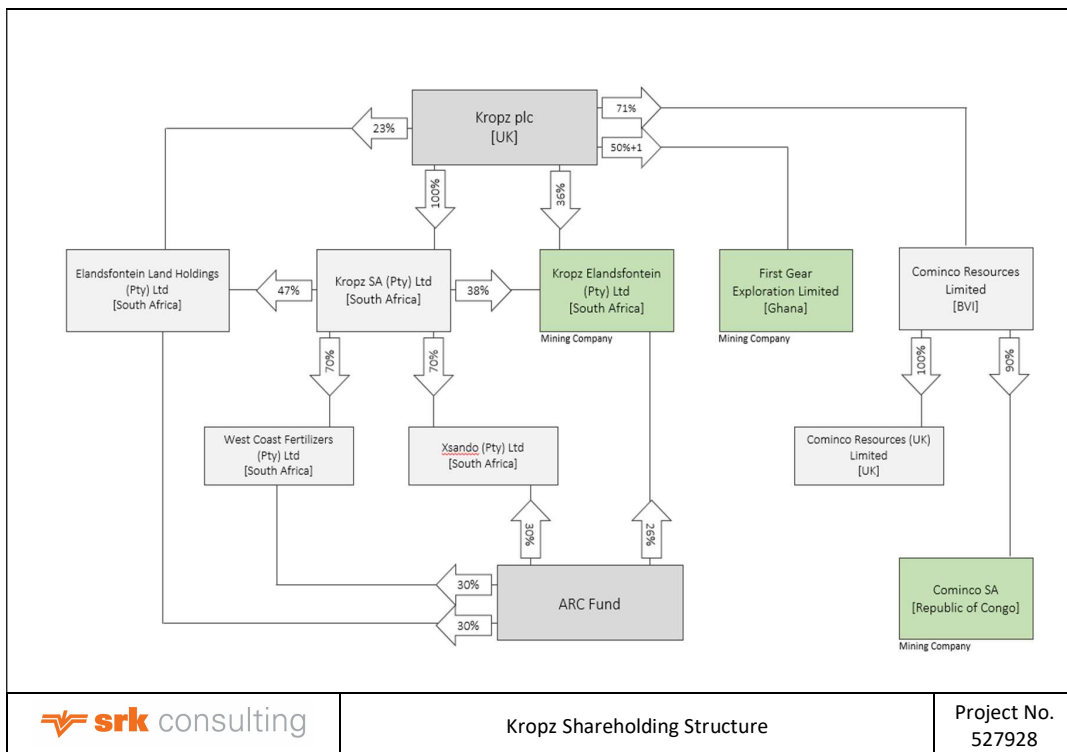 Kropz plc
[UK]
71%
23%
50%+1
100%
36%
Elandsfontein Land Holdings
(Pty) Ltd
[South Africa]
47%
Kropz SA (Pty) Ltd
[South Africa]
38%
Kropz Elandsfontein
(Pty) Ltd
[South Africa]
Mining Company
First Gear
Exploration Limited
[Ghana]
Mining Company
Cominco Resources
Limited
[BVI]
70%
70%
100%
90%
West Coast Fertilizers
(Pty) Ltd
[South Africa]
Xsando (Pty) Ltd
[South Africa]
Cominco Resources (UK)
Limited
[UK]
30%
26%
30%
30%
ARC Fund
Cominco SA
[Republic of Congo]
Mining Company
srk consulting
Kropz Shareholding Structure
Project No.
527928